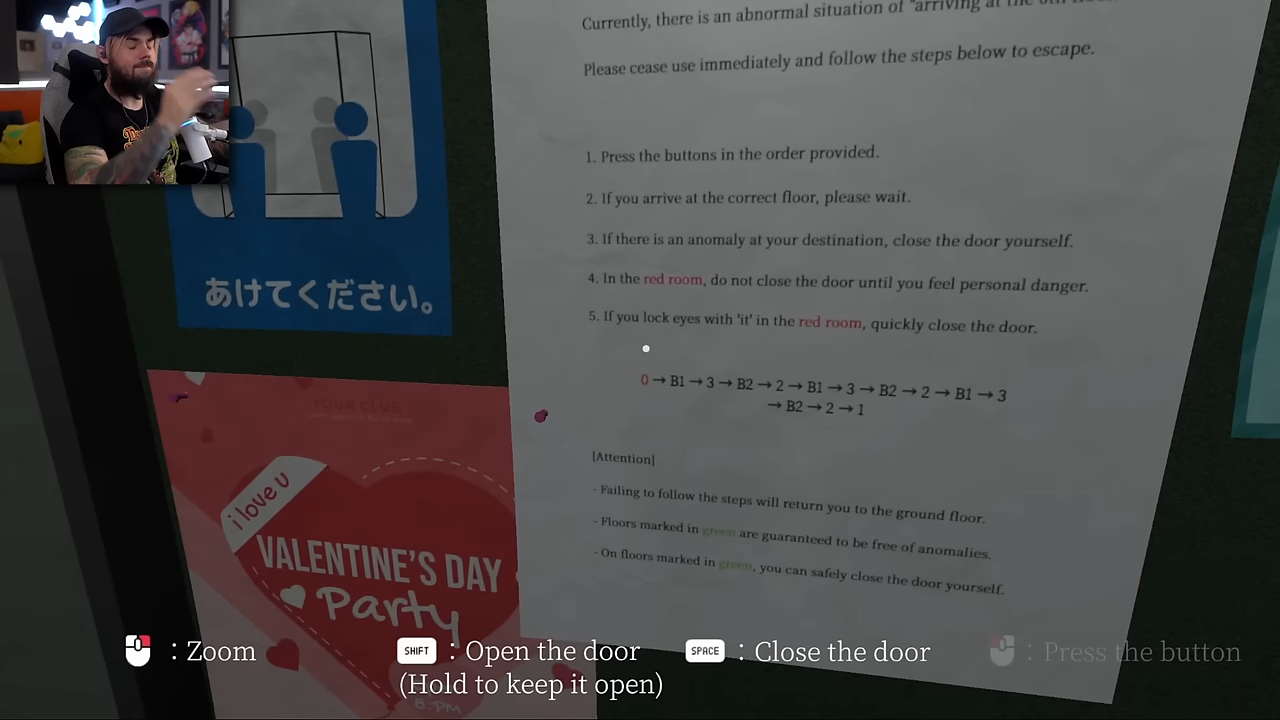 Currently, there is an abnormal situation of "arriving at the
Please cease use immediately and follow the steps below to escape.
1. Press the buttons in the order provided.
2. If you arrive at the correct floor, please wait.
3. If there is an anomaly at your destination, close the door yourself.
4. In the red room, do not close the door until you feel personal danger.
5. If you lock eyes with 'it' in the red room, quickly close the door.
0 → B1 → 3 → B2 → 2 → B1 → 3 → B2 → 2 → B1 → 3
→ B2 → 2 → 1
[Attention]
- Failing to follow the steps will return you to the ground floor.
- Floors marked in green are guaranteed to be free of anomalies.
- On floors marked in green, you can safely close the door yourself.
あけてください。
YOUR CLUB
i love u
VALENTINE'S DAY
Party
8:PM
: Zoom
SHIFT : Open the door
(Hold to keep it open)
SPACE : Close the door
: Press the button